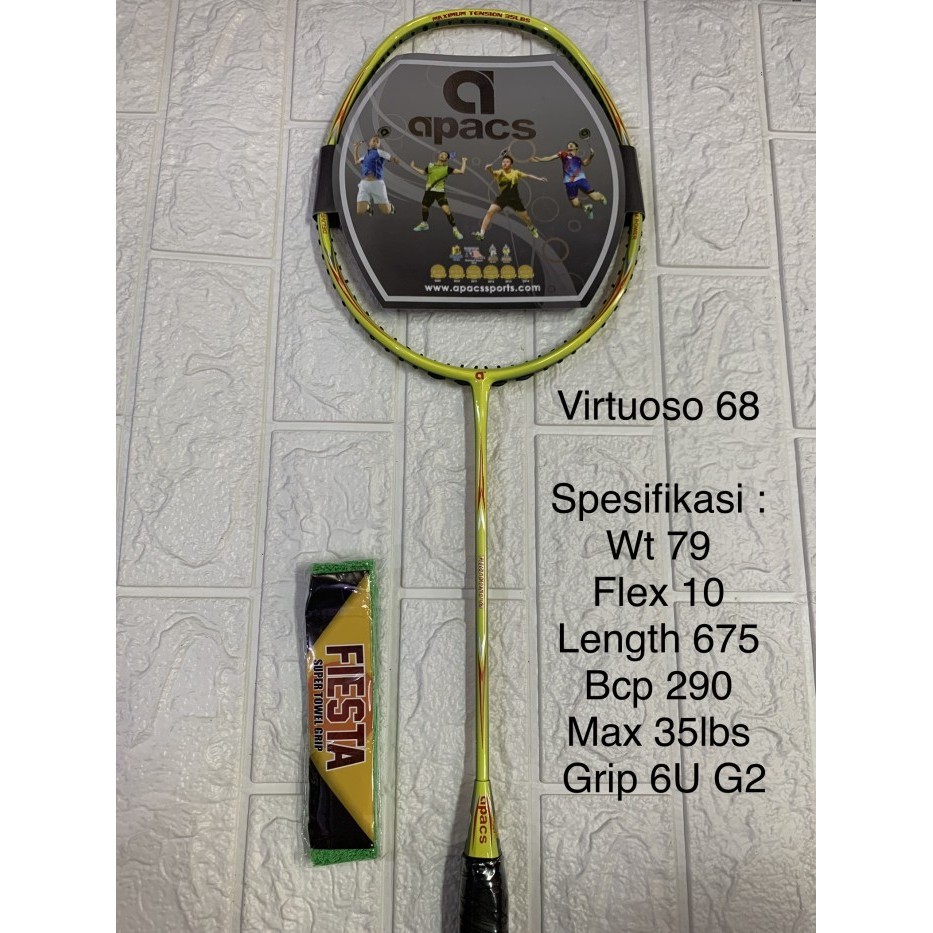 MAXIMUM TENSION 35LBS
a
apacs
www.apacssports.com
a
Virtuoso 68
Spesifikasi :
Wt 79
Flex 10
Length 675
Bcp 290
Max 35lbs
Grip 6U G2
FIESTA
SUPER TOWEL GRIP
apacs